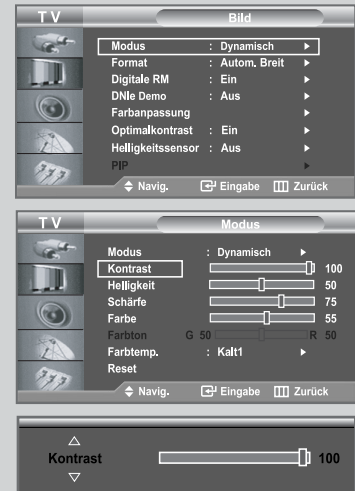 TV Bild
Modus : Dynamisch
Format : Autom. Breit
Digitale RM : Ein
DNIe Demo : Aus
Farbanpassung
Optimalkontrast : Ein
Helligkeitssensor : Aus
PIP
Navig. Eingabe Zurück
TV Modus
Modus : Dynamisch
Kontrast 100
Helligkeit 50
Schärfe 75
Farbe 55
Farbton G 50 R 50
Farbtemp. : Kalt1
Reset
Navig. Eingabe Zurück
Kontrast 100